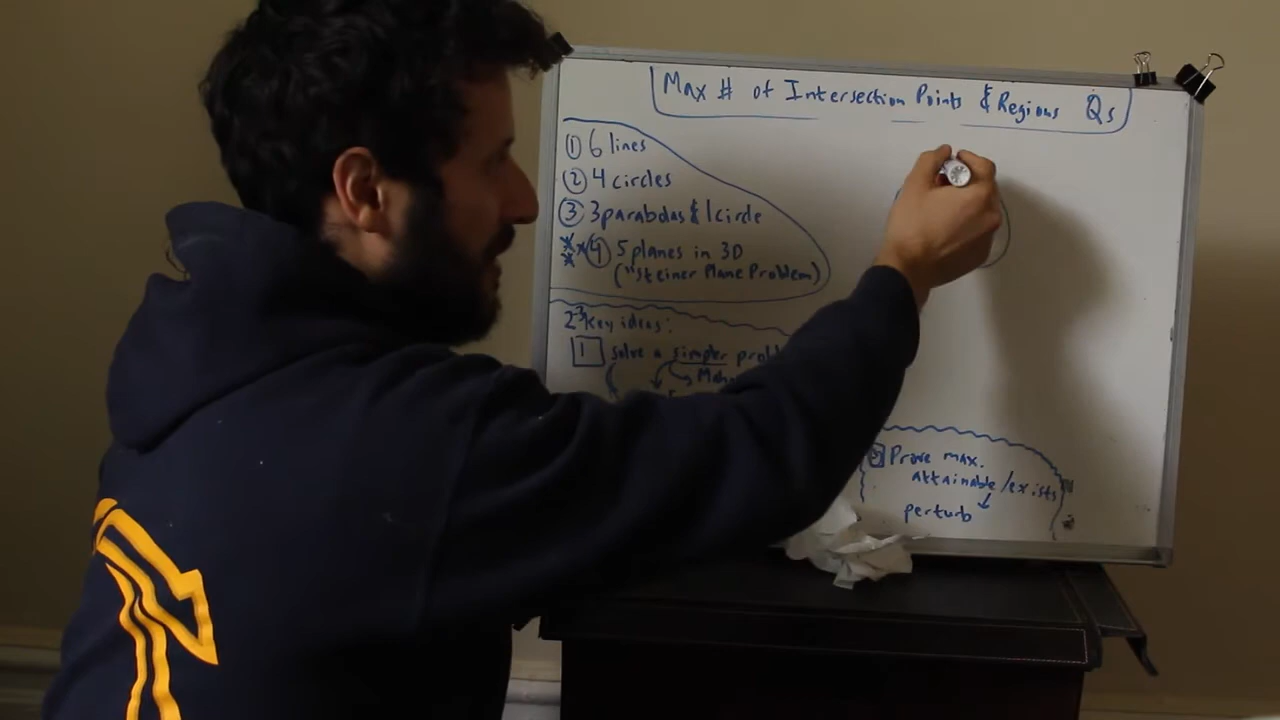 Max # of Intersection Points & Regions Qs
① 6 lines
② 4 circles
③ 3 parabolas & 1 circle
④ 5 planes in 3D
("Steiner Plane Problem)
3 Key ideas:
1 solve a simpler
Prove max.
attainable/exists
perturb